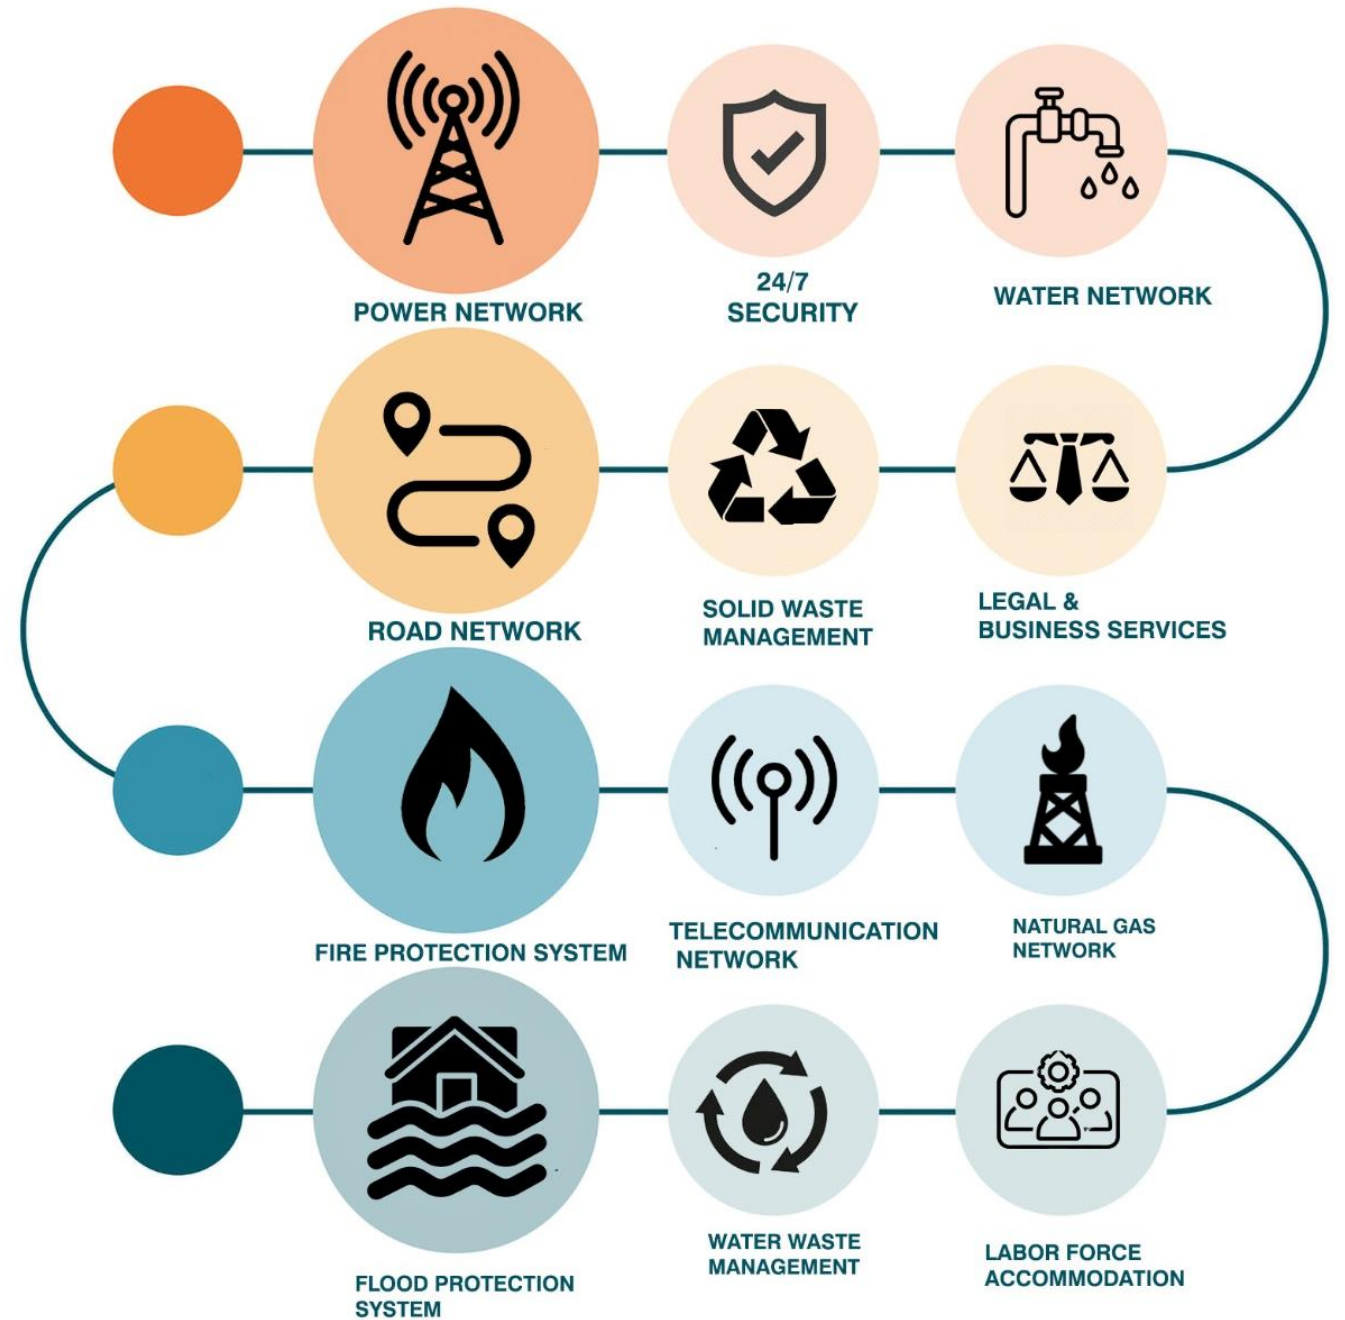 POWER NETWORK
24/7
SECURITY
WATER NETWORK
ROAD NETWORK
SOLID WASTE
MANAGEMENT
LEGAL &
BUSINESS SERVICES
FIRE PROTECTION SYSTEM
TELECOMMUNICATION
NETWORK
NATURAL GAS
NETWORK
FLOOD PROTECTION
SYSTEM
WATER WASTE
MANAGEMENT
LABOR FORCE
ACCOMMODATION